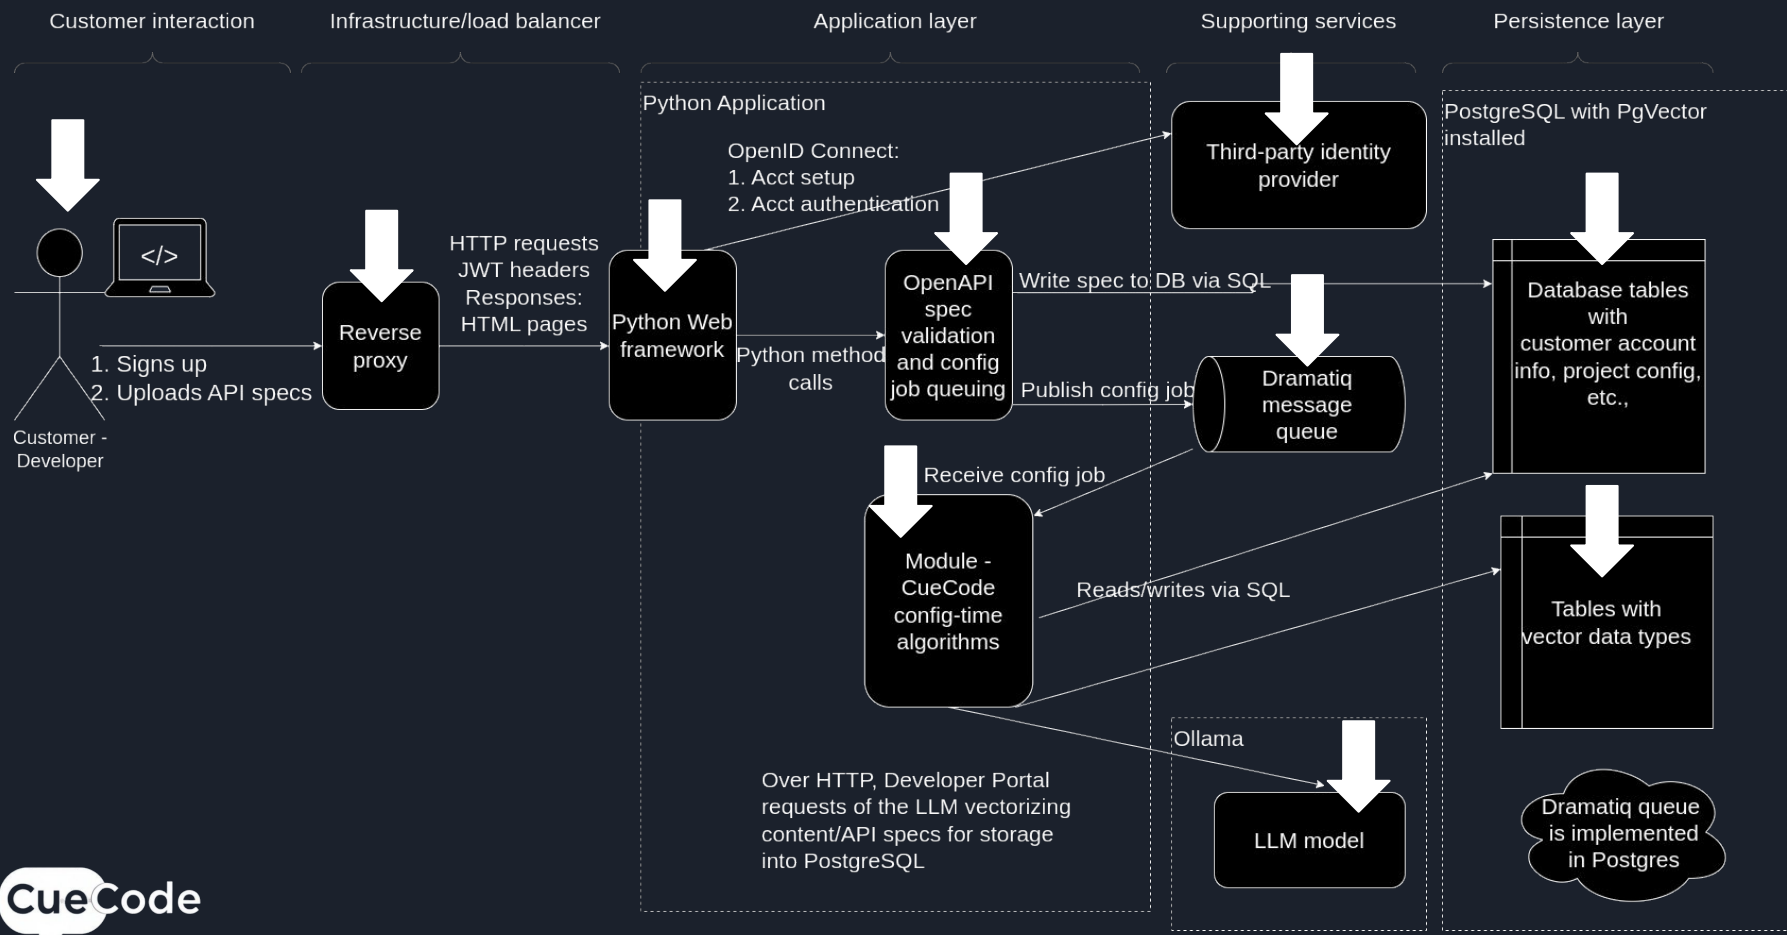 Customer interaction
Infrastructure/load balancer
Application layer
Supporting services
Persistence layer
Python Application
OpenID Connect:
1. Acct setup
2. Acct authentication
Third-party identity
provider
PostgreSQL with PgVector
installed
</>
1. Signs up
2. Uploads API specs
Customer -
Developer
Reverse
proxy
HTTP requests
JWT headers
Responses:
HTML pages
Python Web
framework
Python method
calls
OpenAPI
spec
validation
and config
job queuing
Write spec to DB via SQL
Publish config job
Dramatiq
message
queue
Database tables
with
customer account
info, project config,
etc.,
Receive config job
Module -
CueCode
config-time
algorithms
Reads/writes via SQL
Tables with
vector data types
Over HTTP, Developer Portal
requests of the LLM vectorizing
content/API specs for storage
into PostgreSQL
Ollama
LLM model
Dramatiq queue
is implemented
in Postgres
CueCode